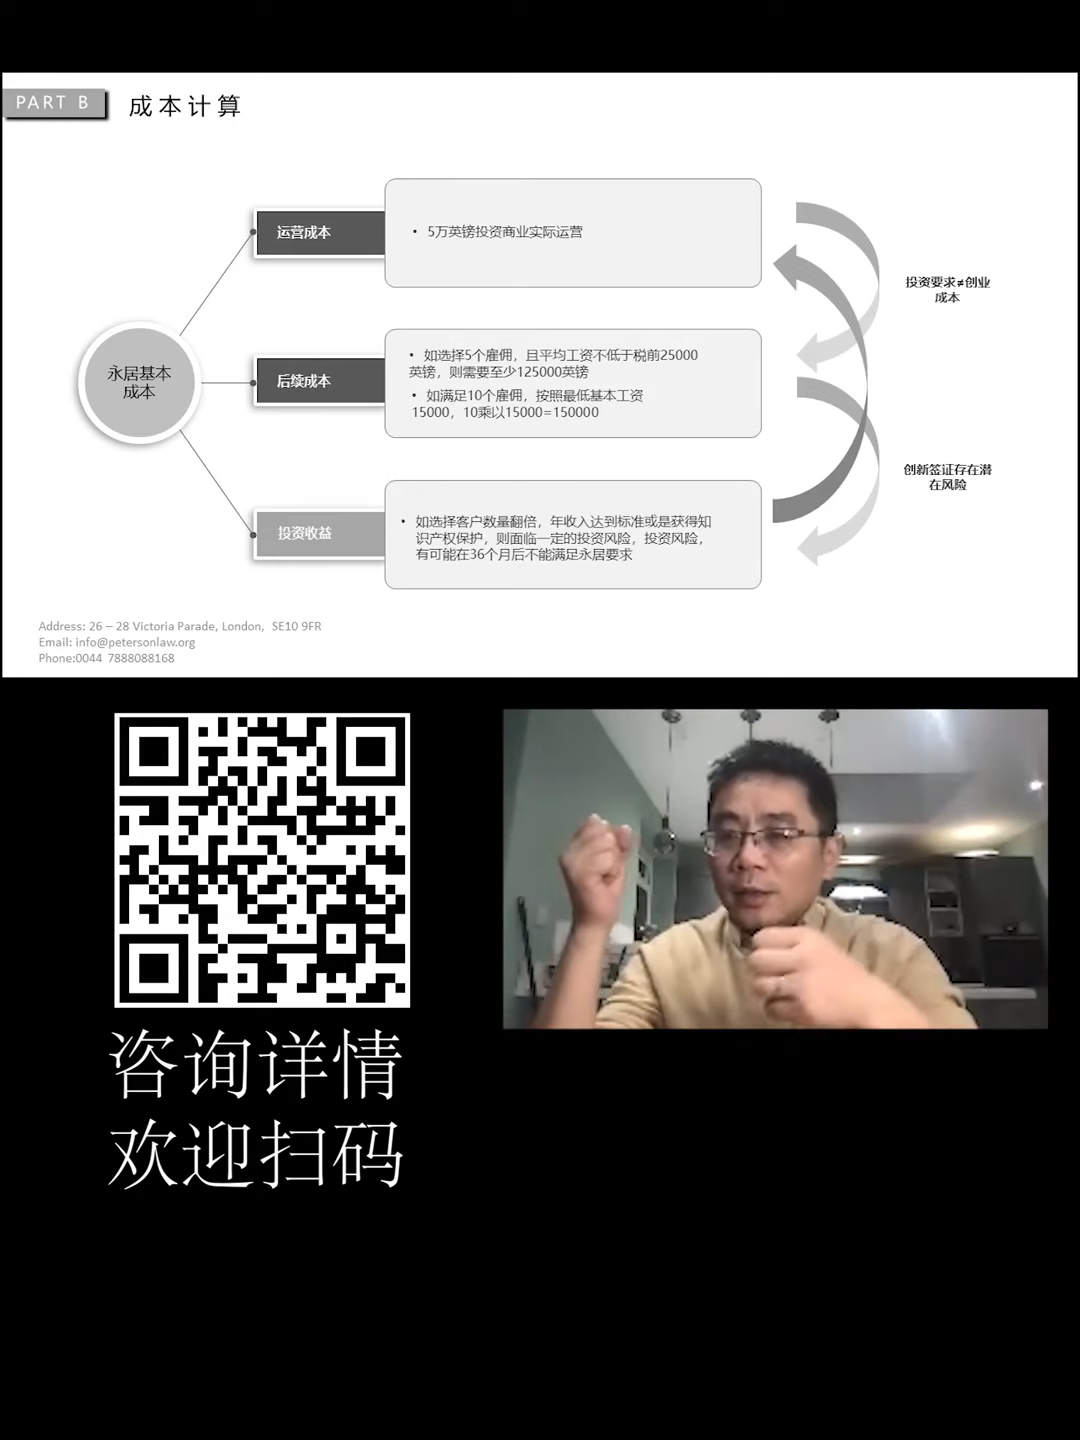 PART B
成本计算
永居基本
成本
运营成本
• 5万英镑投资商业实际运营
后续成本
• 如选择5个雇佣，且平均工资不低于税前25000
英镑，则需要至少125000英镑
• 如满足10个雇佣，按照最低基本工资
15000，10乘以15000=150000
投资收益
• 如选择客户数量翻倍，年收入达到标准或是获得知
识产权保护，则面临一定的投资风险，投资风险，
有可能在36个月后不能满足永居要求
投资要求≠创业
成本
创新签证存在潜
在风险
Address: 26 – 28 Victoria Parade, London, SE10 9FR
Email: info@petersonlaw.org
Phone:0044 7888088168
咨询详情
欢迎扫码